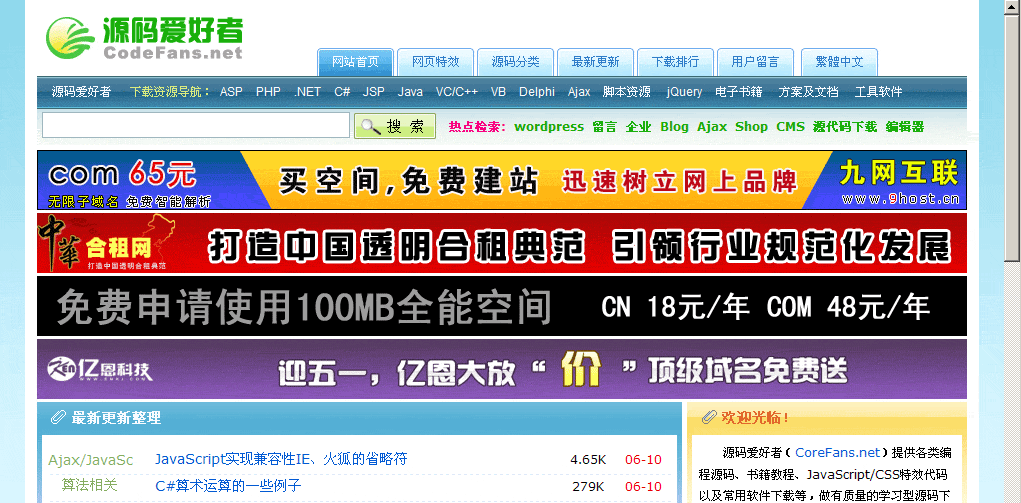 源码爱好者
CodeFans.net
网站首页 网页特效 源码分类 最新更新 下载排行 用户留言 繁體中文
源码爱好者 下载资源导航： ASP PHP .NET C# JSP Java VC/C++ VB Delphi Ajax 脚本资源 jQuery 电子书籍 方案及文档 工具软件
搜 索 热点检索： wordpress 留言 企业 Blog Ajax Shop CMS 源代码下载 编辑器
com 65元 买空间,免费建站 迅速树立网上品牌 九网互联
无限子域名 免费智能解析 www.9host.cn
中华合租网 打造中国透明合租典范 引领行业规范化发展
打造中国透明合租典范
免费申请使用100MB全能空间 CN 18元/年 COM 48元/年
亿恩科技 迎五一，亿恩大放“价”顶级域名免费送
最新更新整理 欢迎光临！
Ajax/JavaSc JavaScript实现兼容性IE、火狐的省略符 4.65K 06-10
算法相关 C#算术运算的一些例子 279K 06-10
源码爱好者（CoreFans.net）提供各类编
程源码、书籍教程、JavaScript/CSS特效代码
以及常用软件下载等，做有质量的学习型源码下